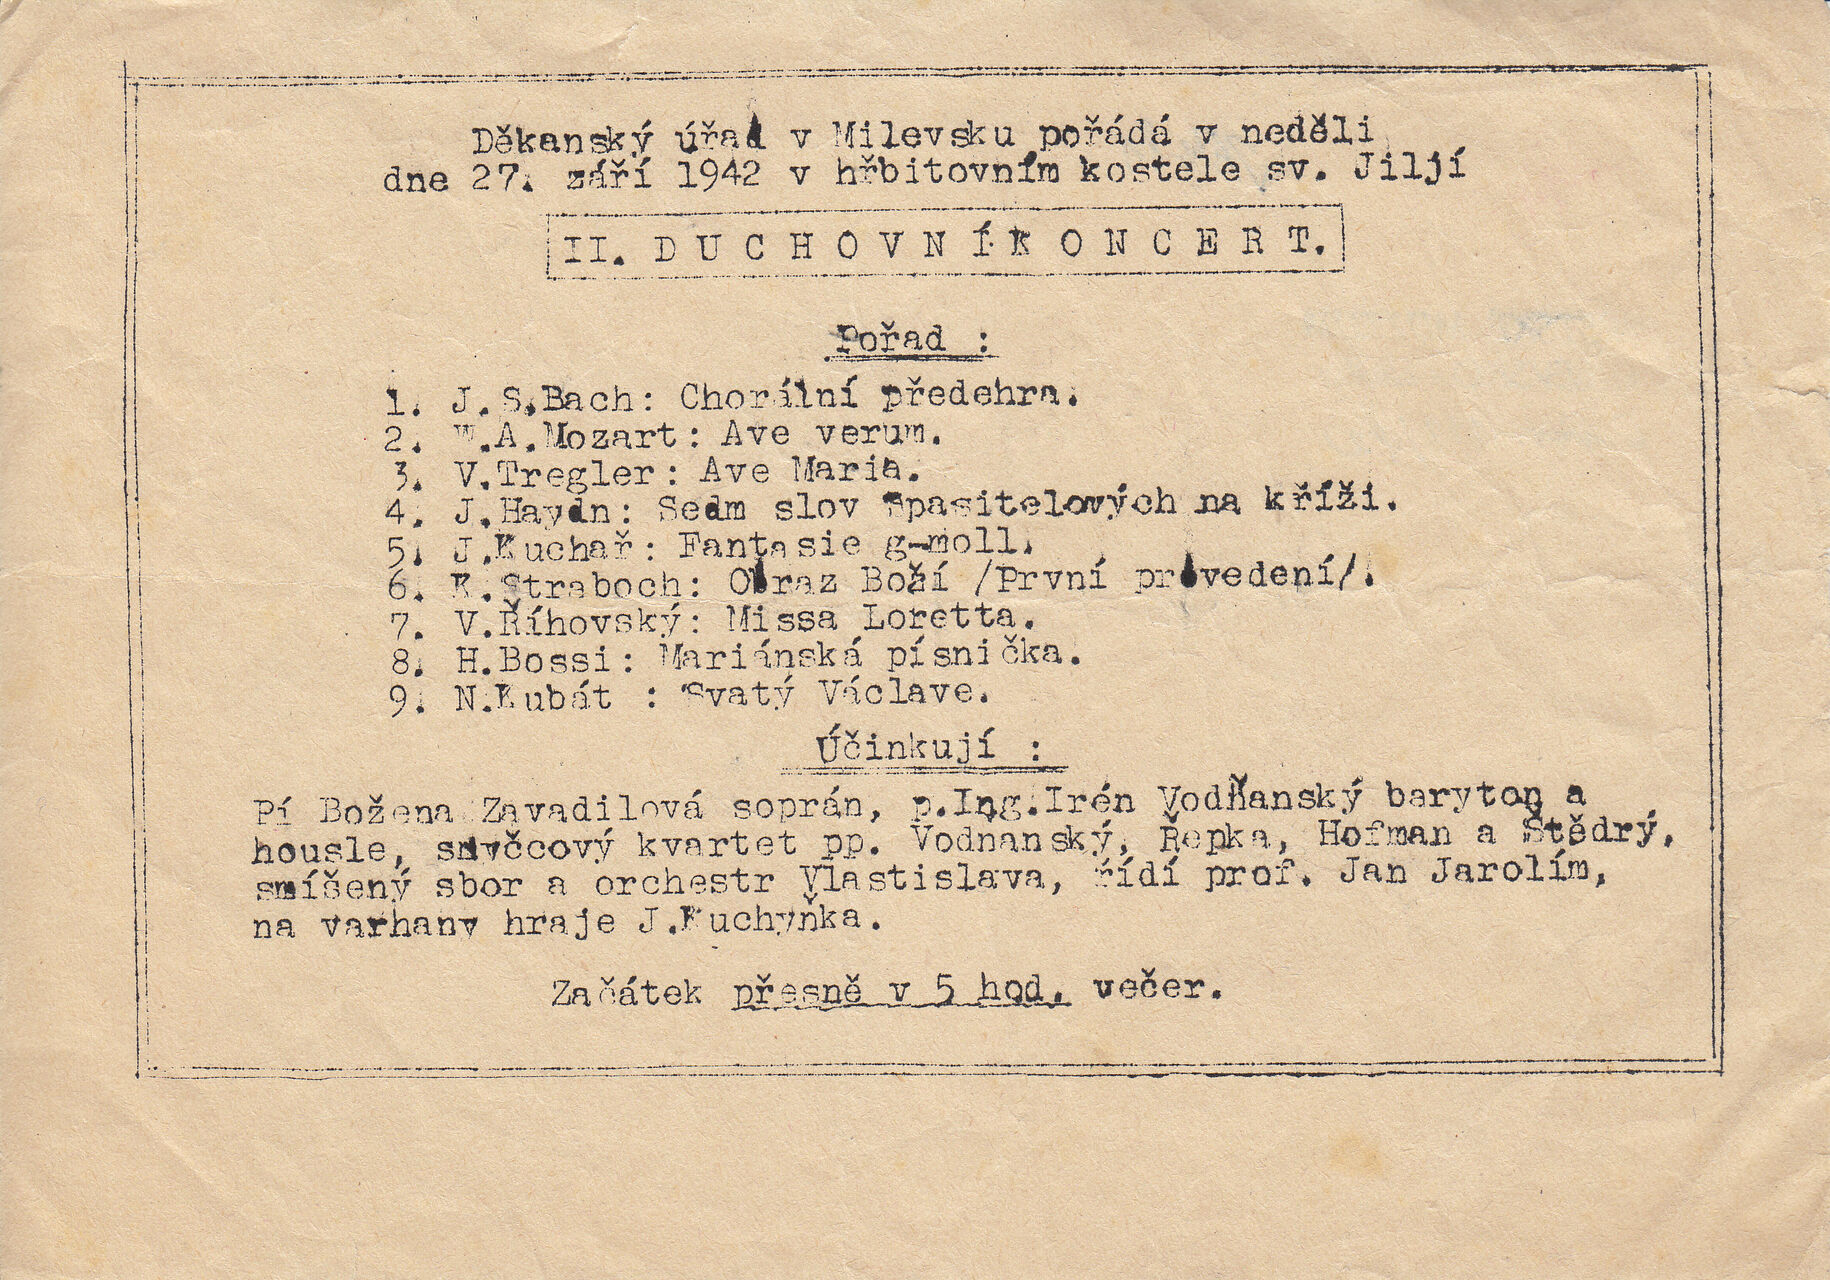 Děkanský úřad v Milevsku pořádá v neděli
dne 27. září 1942 v hřbitovním kostele sv. Jiljí
II. DUCHOVNÍ KONCERT.
Pořad :
1. J.S.Bach: Chorální předehra.
2. W.A.Mozart: Ave verum.
3. V.Tregler: Ave Maria.
4. J.Haydn: Sedm slov Spasitelových na kříži.
5. J.Kuchař: Fantasie g-moll.
6. K.Straboch: Obraz Boží /První provedení/.
7. V.Říhovský: Missa Loretta.
8. H.Bossi: Mariánská písnička.
9. N.Kubát : Svatý Václave.
Účinkují :
Pí Božena Zavadilová soprán, p.Ing.Irén Vodňanský baryton a
housle, smyčcový kvartet pp. Vodnanský, Řepka, Hofman a Štědrý,
smíšený sbor a orchestr Vlastislava, řídí prof. Jan Jarolím,
na varhany hraje J.Kuchyňka.
Začátek přesně v 5 hod. večer.